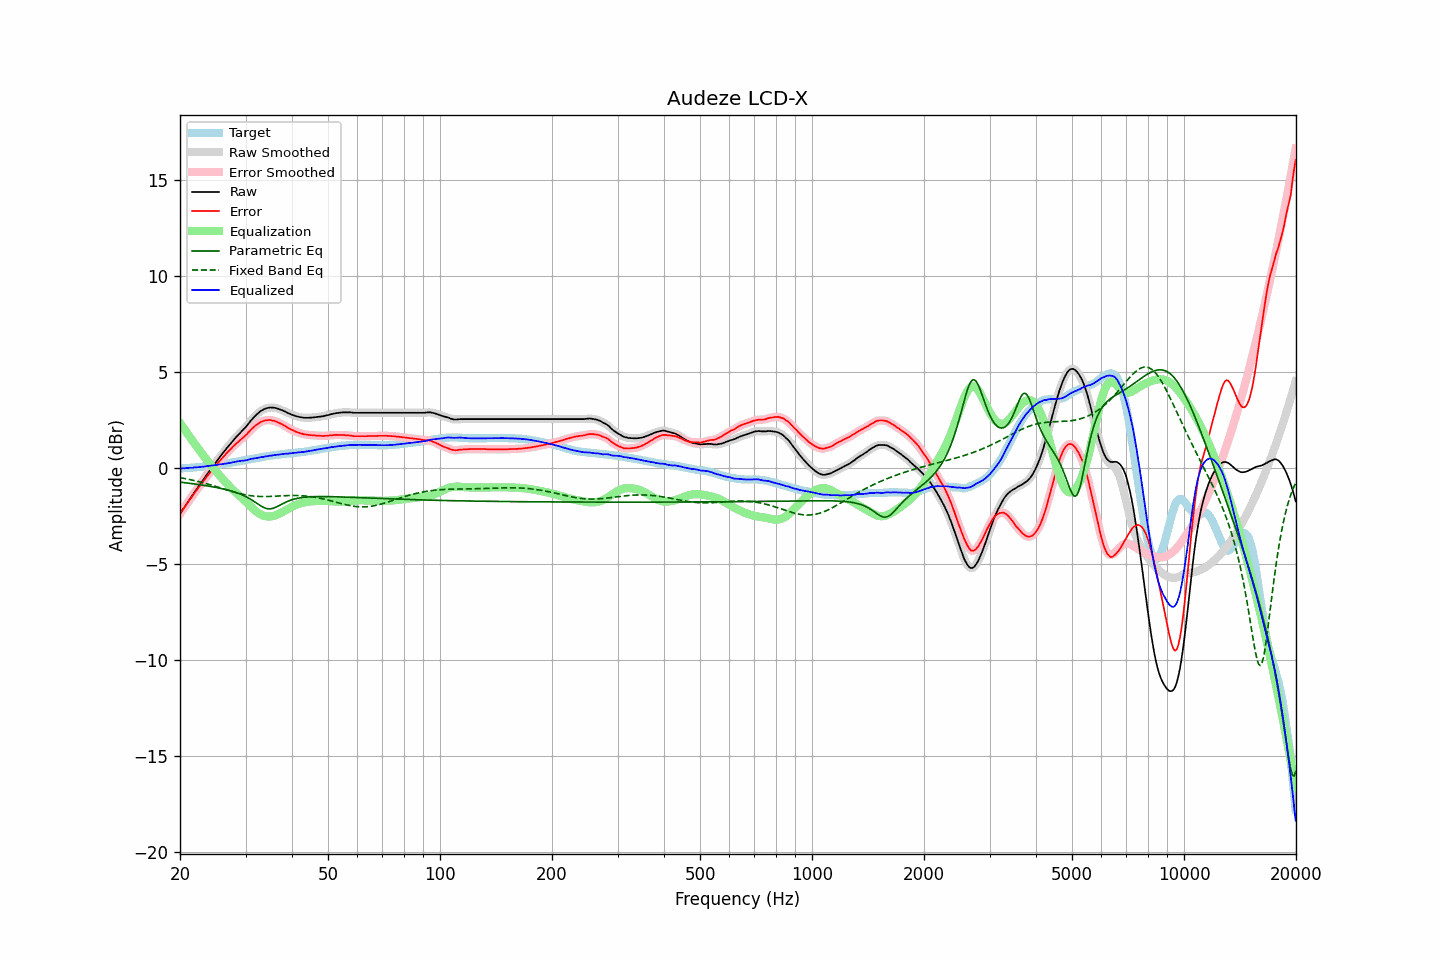 Audeze LCD-X
Target
Raw Smoothed
Error Smoothed
Raw
Error
Equalization
Parametric Eq
Fixed Band Eq
Equalized
Amplitude (dBr)
15
10
5
0
−5
−10
−15
−20
20 50 100 200 500 1000 2000 5000 10000 20000
Frequency (Hz)